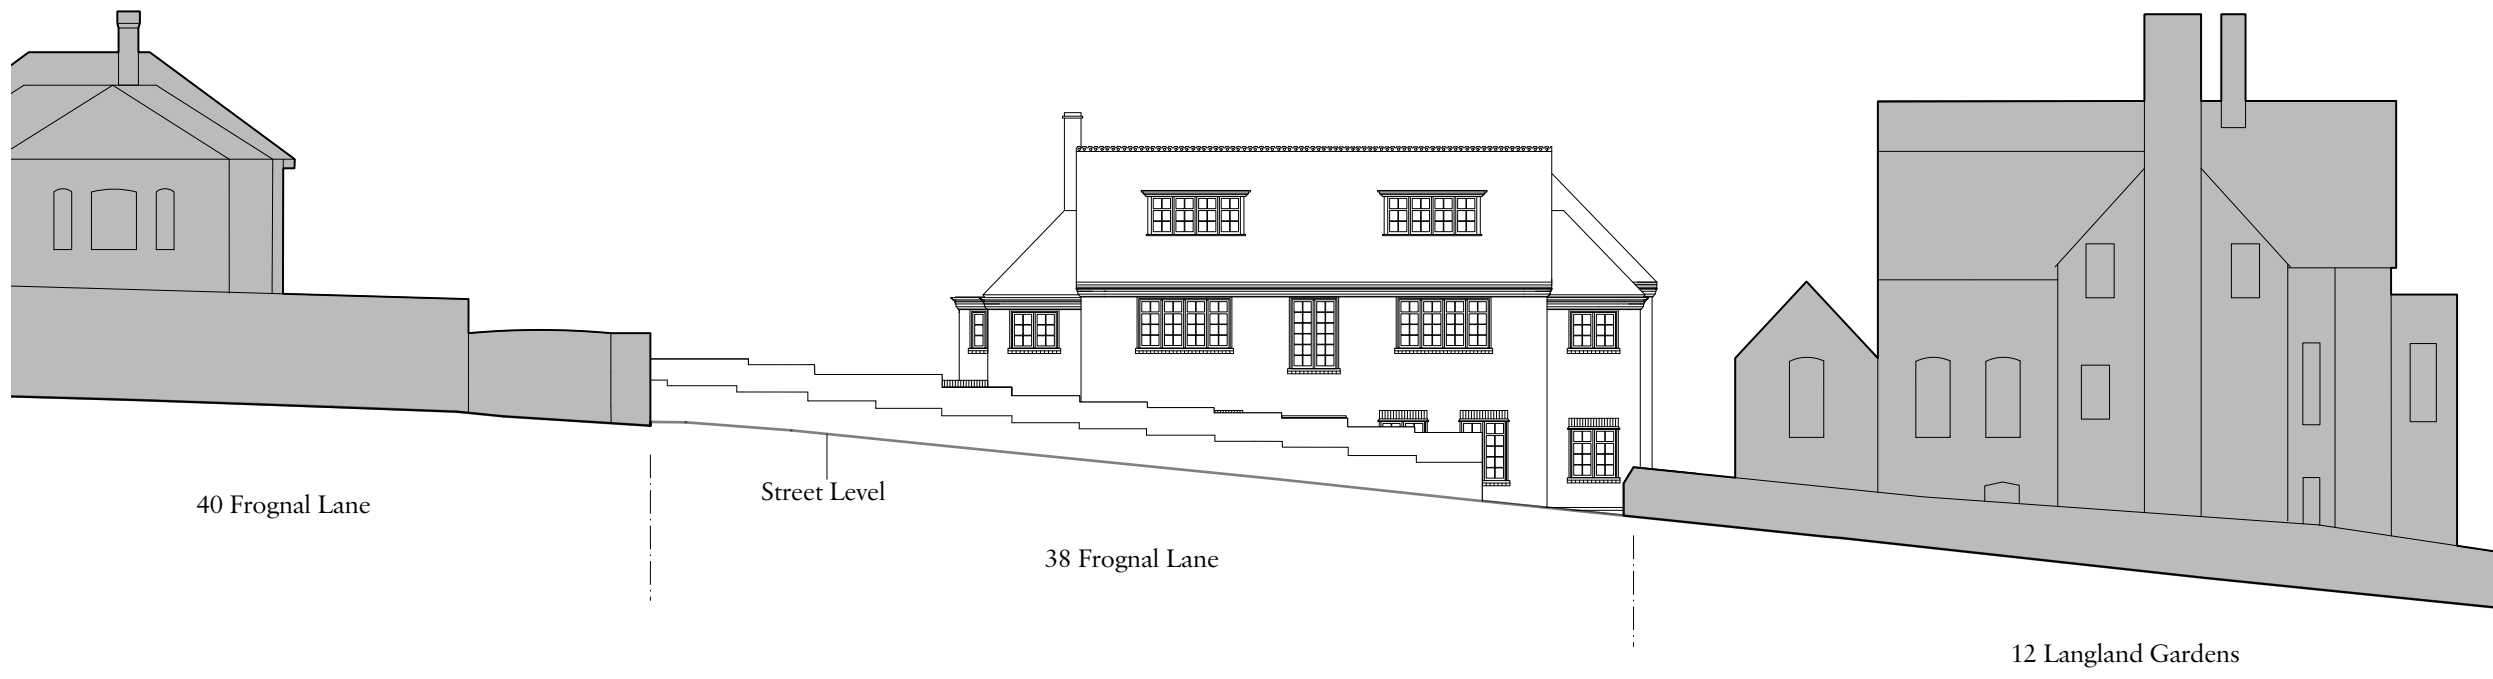 Street Level
40 Frognal Lane
38 Frognal Lane
12 Langland Gardens